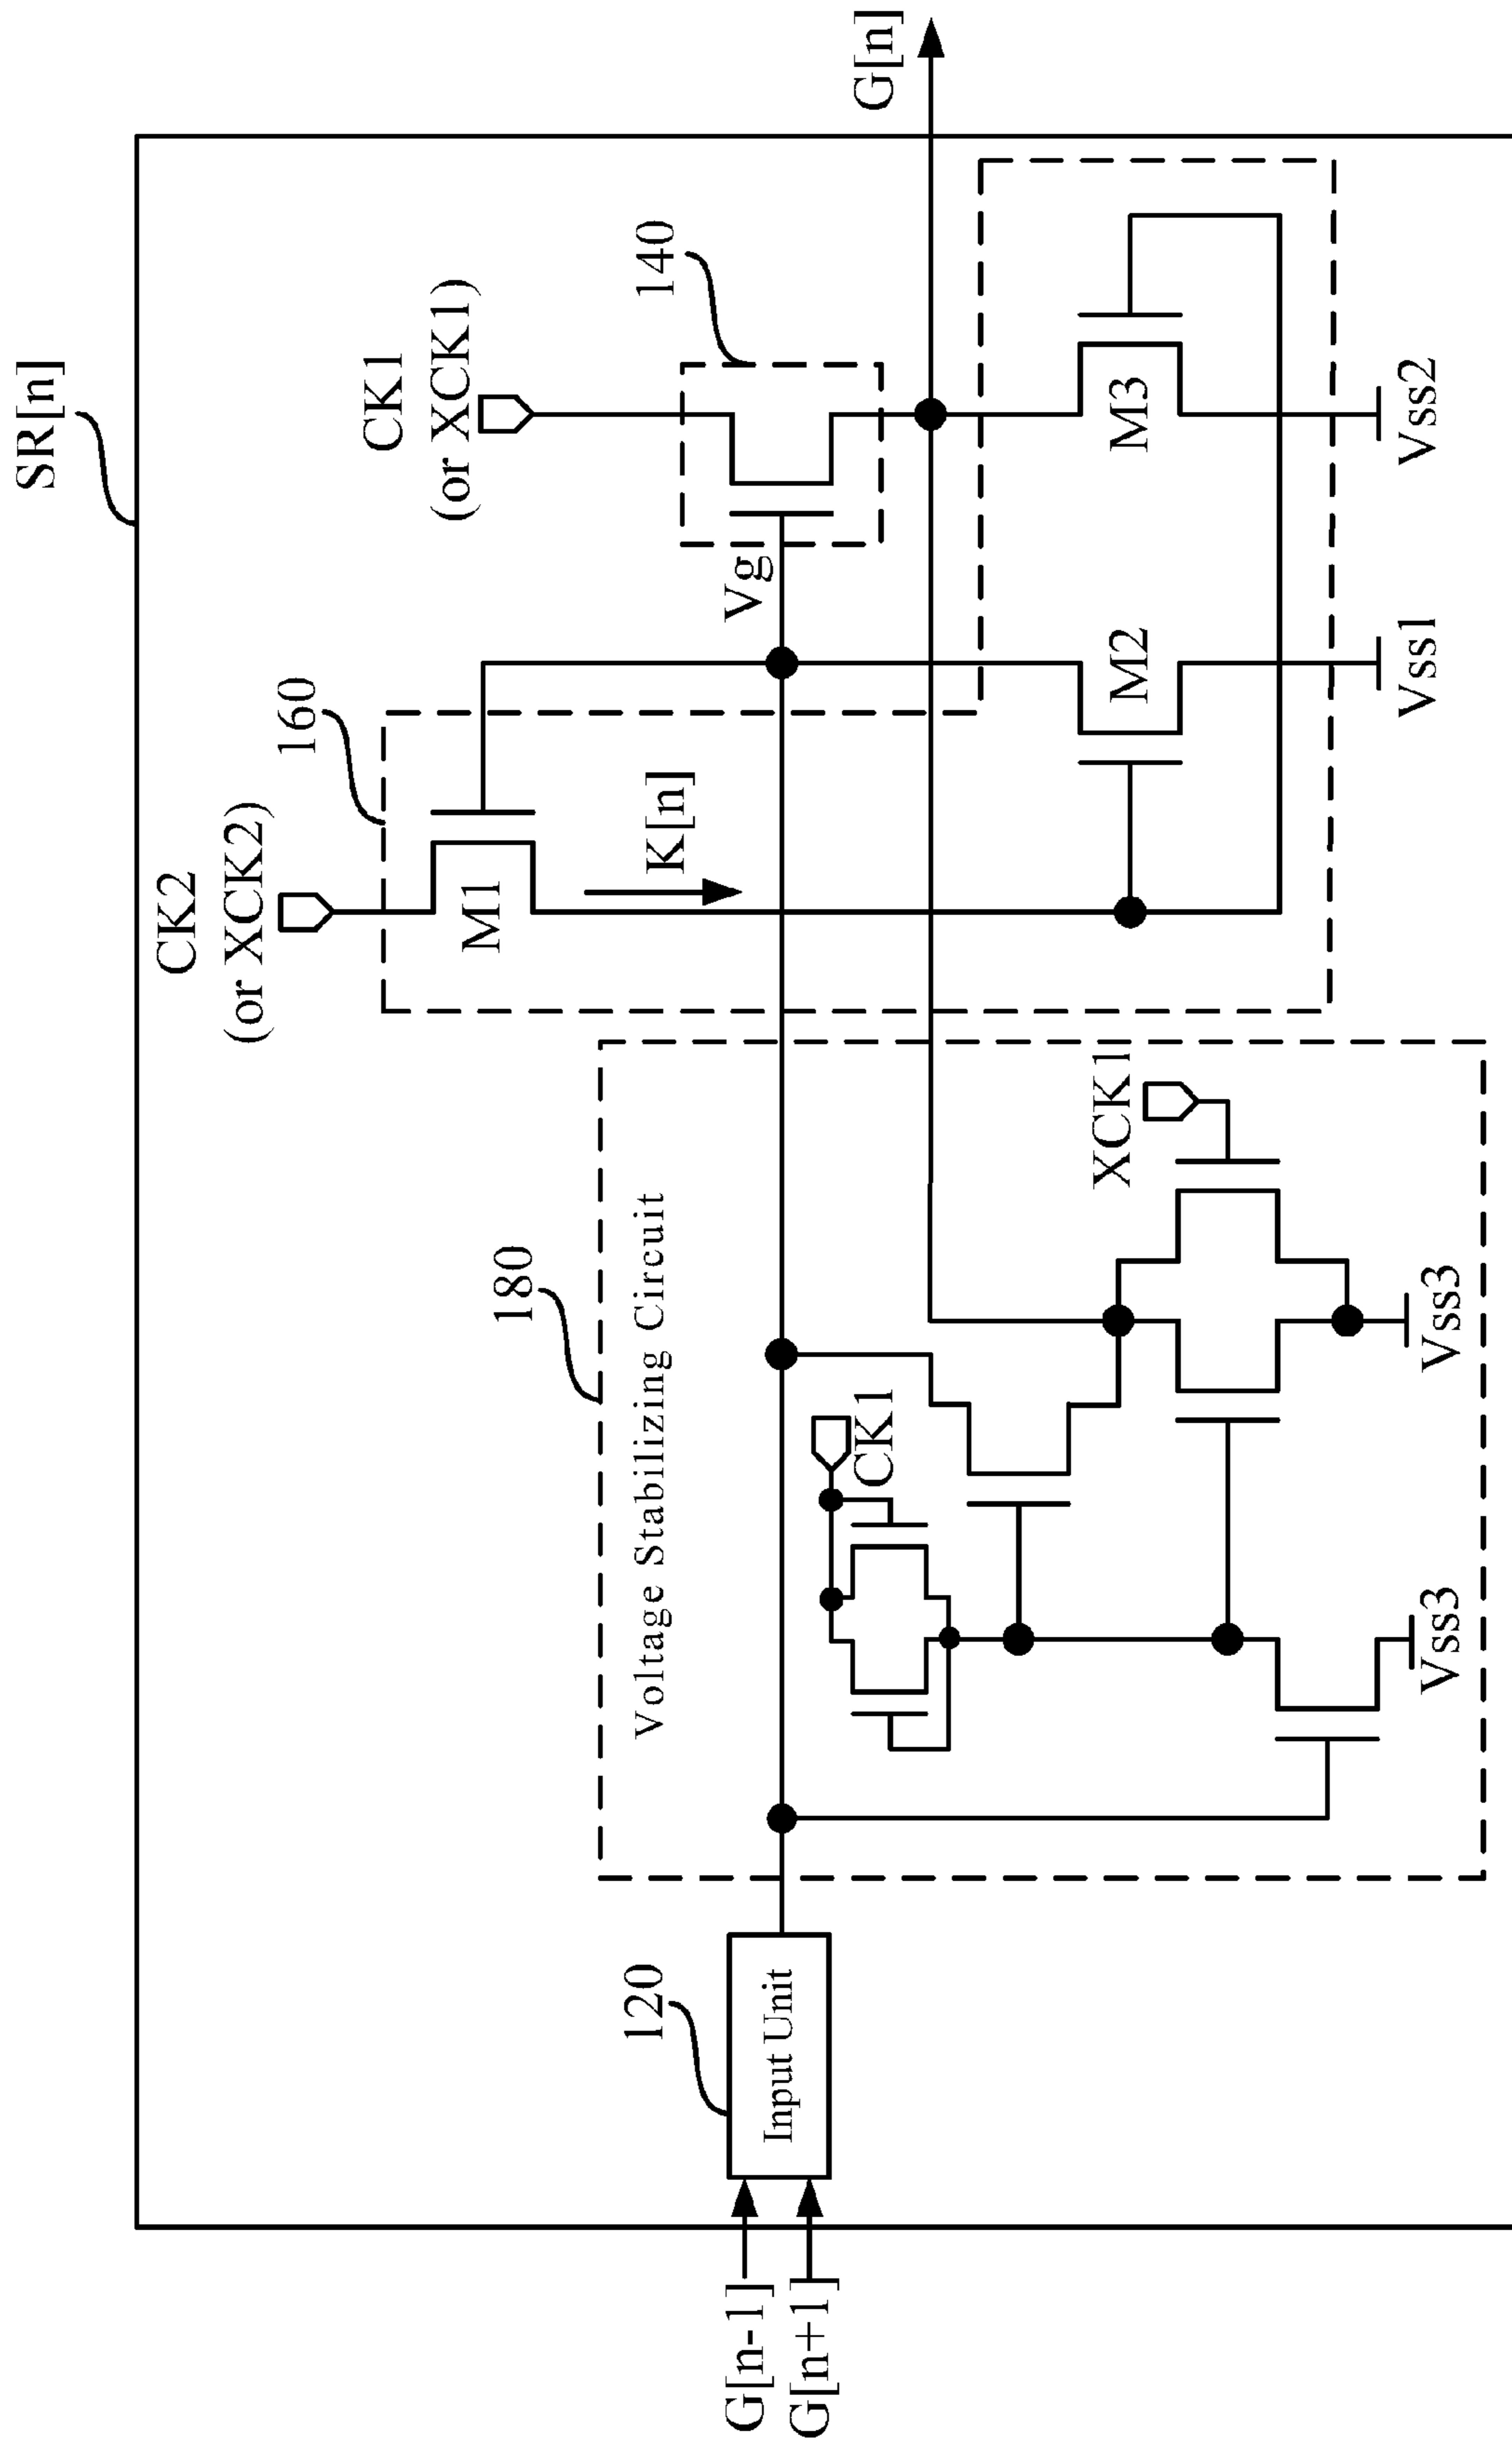 SR[n]
G[n]
CK1
(or XCK1)
140
CK2
(or XCK2)
160
Vg
K[n]
M1
M2
M3
Vss1
Vss2
180
Voltage Stabilizing Circuit
CK1
XCK1
Vss3
Vss3
120
Input Unit
G[n-1]
G[n+1]